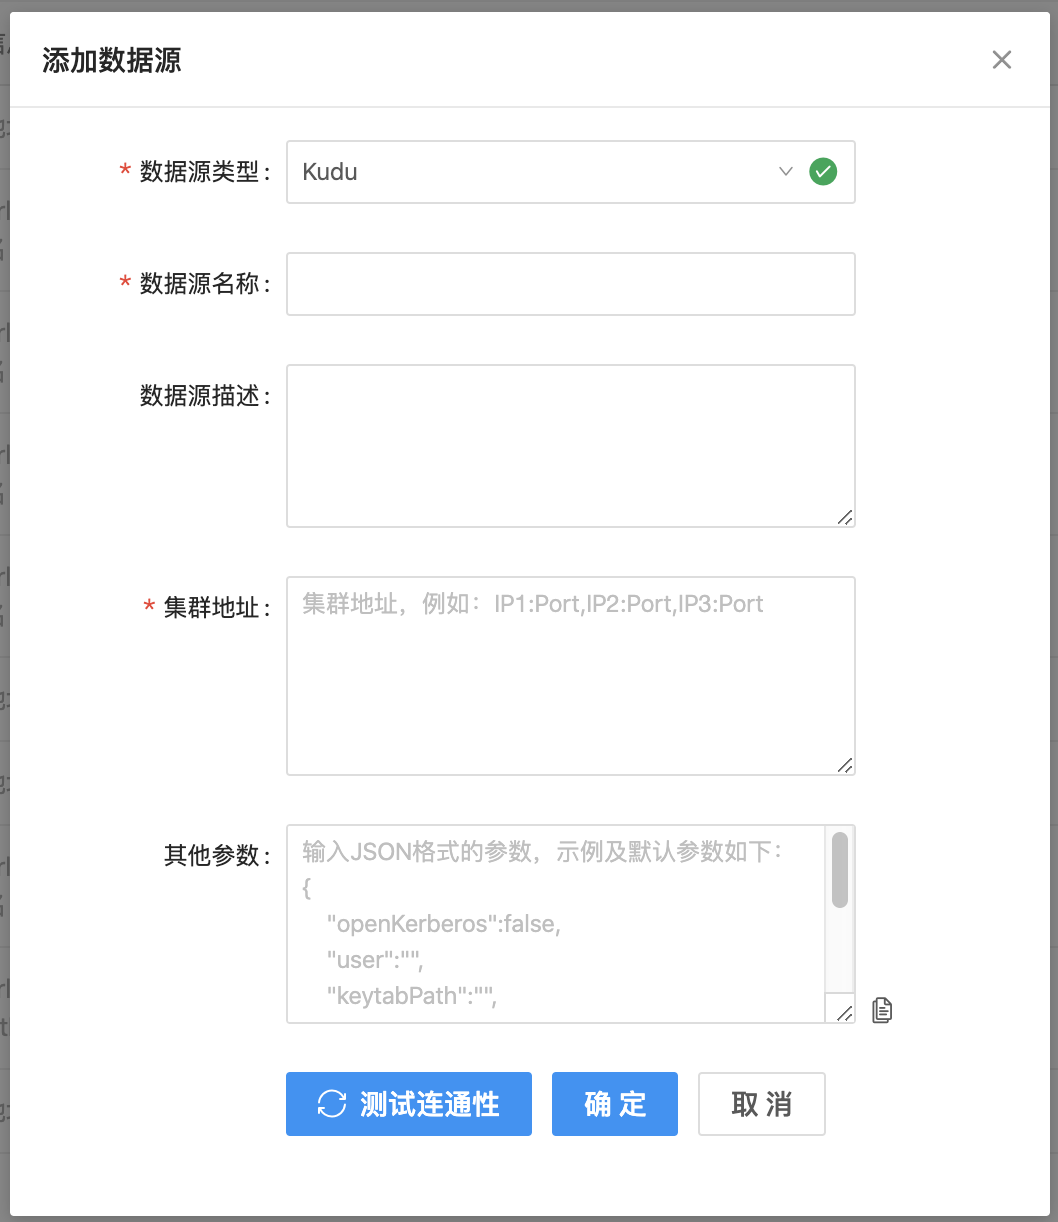 添加数据源
* 数据源类型：
Kudu
* 数据源名称：
数据源描述：
* 集群地址：
集群地址，例如：IP1:Port,IP2:Port,IP3:Port
其他参数：
输入JSON格式的参数，示例及默认参数如下：
{
"openKerberos":false,
"user":"",
"keytabPath":"",
测试连通性
确 定
取 消